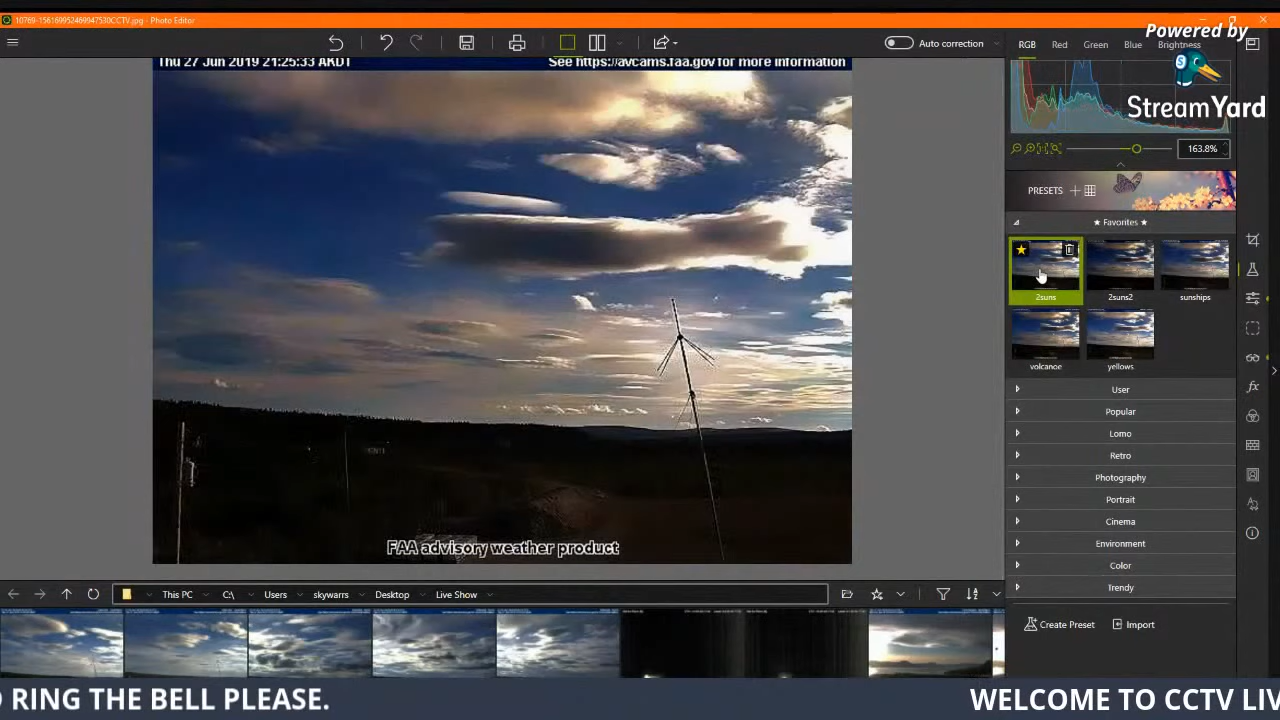 10769-156169952469947530CCTV.jpg - Photo Editor
Powered by
StreamYard
Auto correction
RGB Red Green Blue Brightness
163.8%
Thu 27 Jun 2019 21:25:33 AKDT See https://avcams.faa.gov for more information
PRESETS
★ Favorites ★
2suns 2suns2 sunships
volcanoe yellows
User
Popular
Lomo
Retro
Photography
Portrait
Cinema
Environment
Color
Trendy
Create Preset Import
FAA advisory weather product
This PC C:\ Users skywarrs Desktop Live Show
RING THE BELL PLEASE. WELCOME TO CCTV LIV